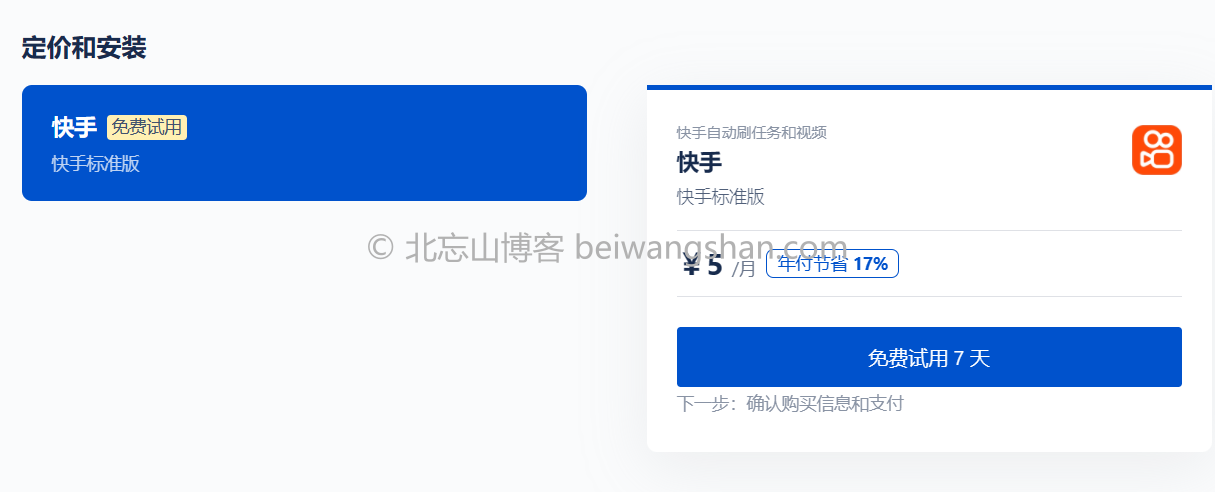 定价和安装
快手 免费试用
快手标准版
快手自动刷任务和视频
快手
快手标准版
© 北忘山博客 beiwangshan.com
￥5 /月 年付节省 17%
免费试用 7 天
下一步：确认购买信息和支付